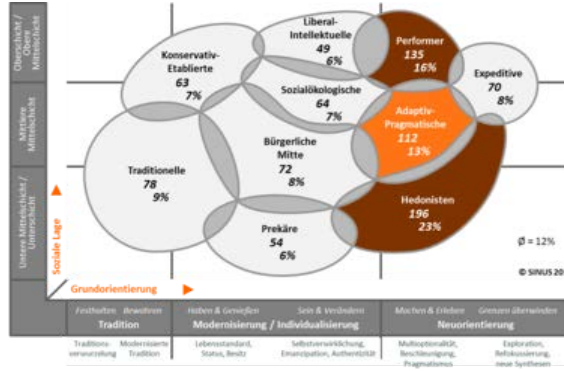 Oberschicht /
Obere
Mittelschicht
Mittlere
Mittelschicht
Untere Mittelschicht /
Unterschicht
Soziale Lage
Konservativ-
Etablierte
63
7%
Liberal-
Intellektuelle
49
6%
Performer
135
16%
Expeditive
70
8%
Sozialökologische
64
7%
Adaptiv-
Pragmatische
112
13%
Bürgerliche
Mitte
72
8%
Traditionelle
78
9%
Hedonisten
196
23%
Prekäre
54
6%
Ø = 12%
© SINUS 20
Grundorientierung
Festhalten Bewahren
Tradition
Haben & Genießen Sein & Verändern
Modernisierung / Individualisierung
Machen & Erleben Grenzen überwinden
Neuorientierung
Traditions-
verwurzelung
Modernisierte
Tradition
Lebensstandard,
Status, Besitz
Selbstverwirklichung,
Emanzipation, Authentizität
Multioptionalität,
Beschleunigung,
Pragmatismus
Exploration,
Refokussierung,
neue Synthesen